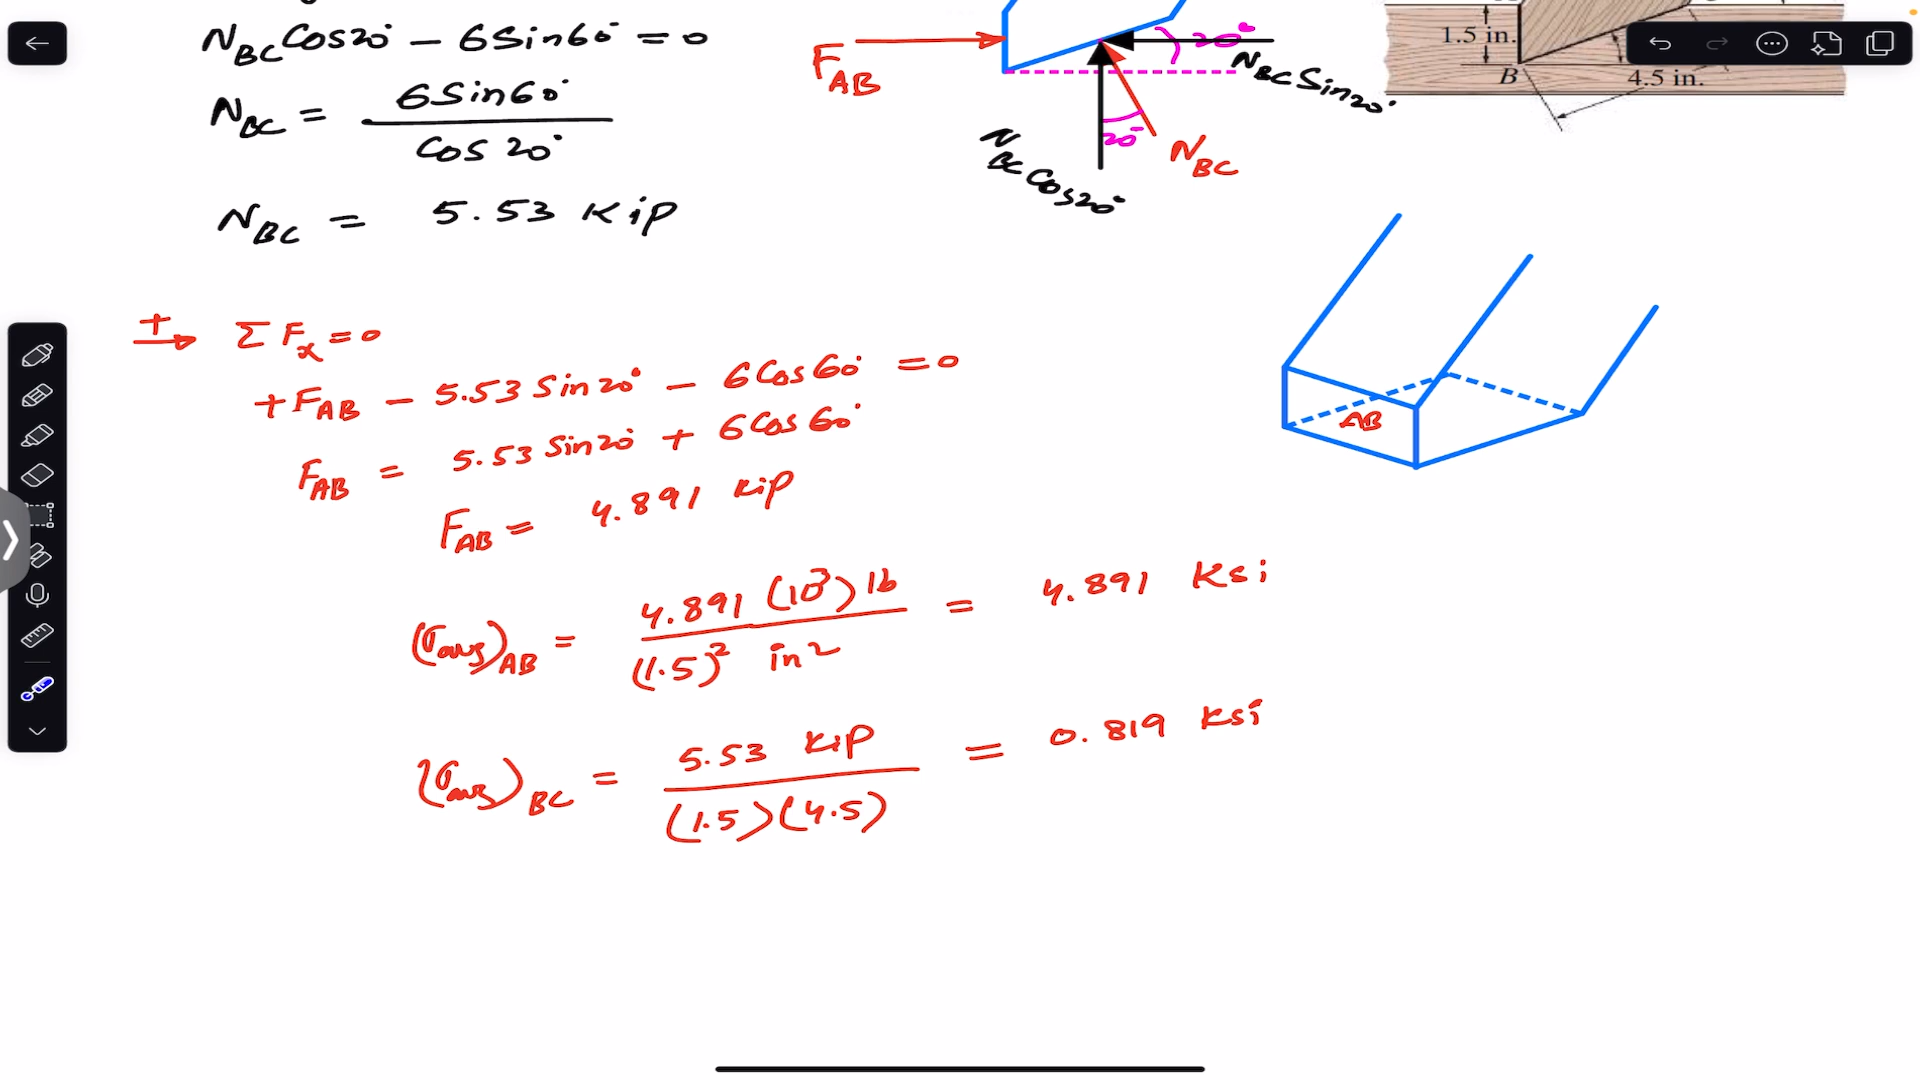 N_BC Cos20° - 6Sin60° = 0
N_BC = 6Sin60° / Cos20°
N_BC = 5.53 Kip
F_AB
20°
N_BC Sin20°
20°
N_BC
N_BC Cos20°
1.5 in.
B
4.5 in.
+→ ΣF_x = 0
+F_AB - 5.53 Sin20° - 6Cos60° = 0
F_AB = 5.53 Sin20° + 6Cos60°
F_AB = 4.891 Kip
AB
(σ_avg)_AB = 4.891 (10³) lb / (1.5)² in² = 4.891 Ksi
(σ_avg)_BC = 5.53 Kip / (1.5)(4.5) = 0.819 Ksi